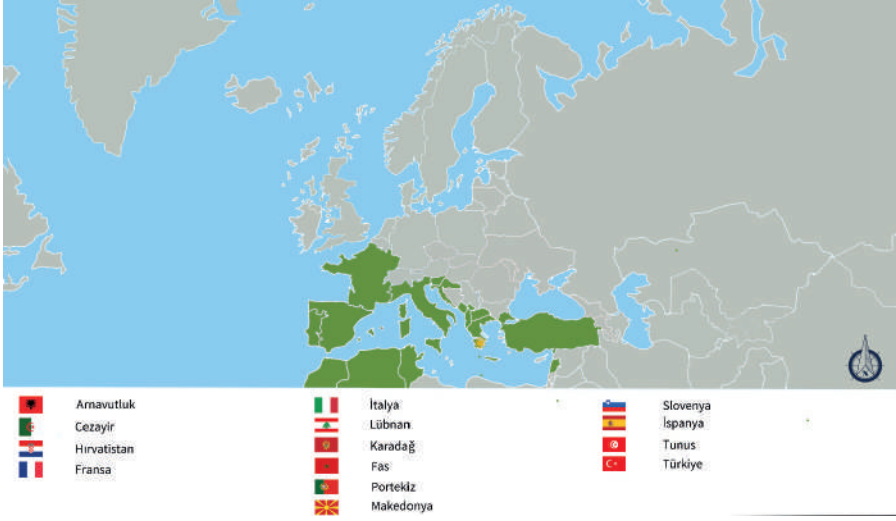 Arnavutluk
Cezayir
Hırvatistan
Fransa
İtalya
Lübnan
Karadağ
Fas
Portekiz
Makedonya
Slovenya
İspanya
Tunus
Türkiye